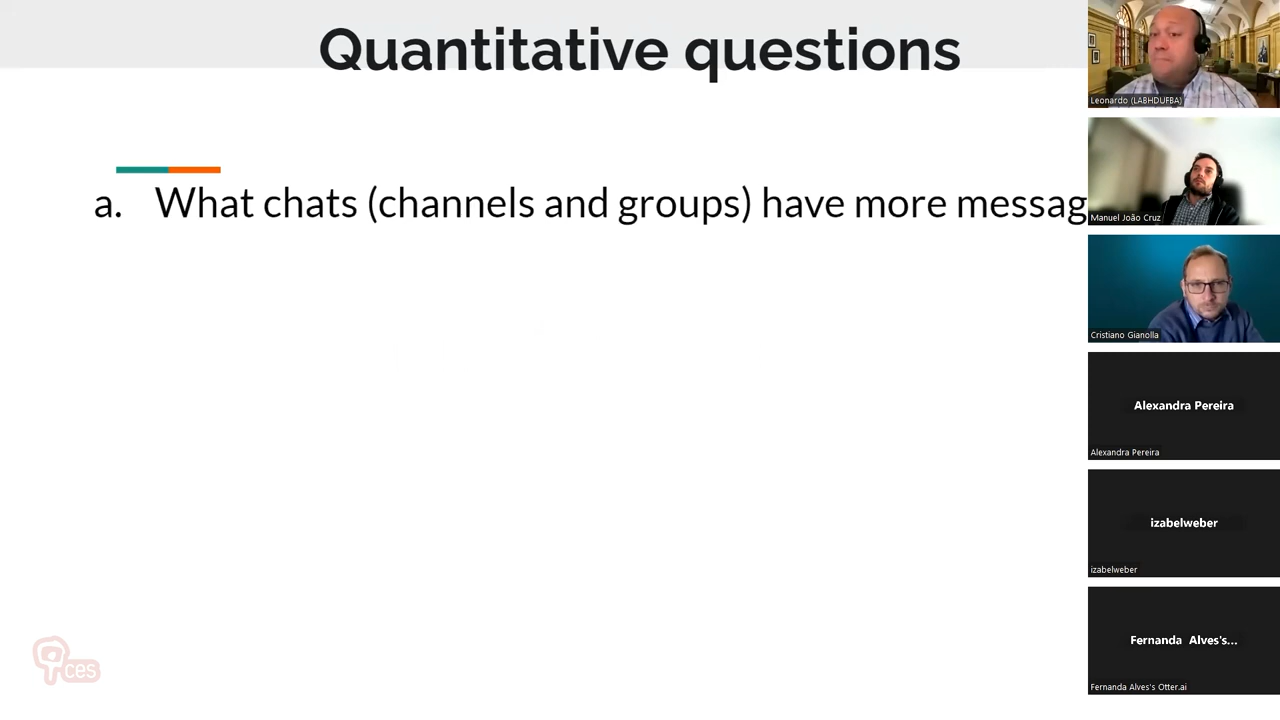 Quantitative questions
a. What chats (channels and groups) have more messag
Leonardo (LABHDUFBA)
Manuel João Cruz
Cristiano Gianolla
Alexandra Pereira
Alexandra Pereira
izabelweber
izabelweber
Fernanda Alves's...
Fernanda Alves's Otter.ai
ces